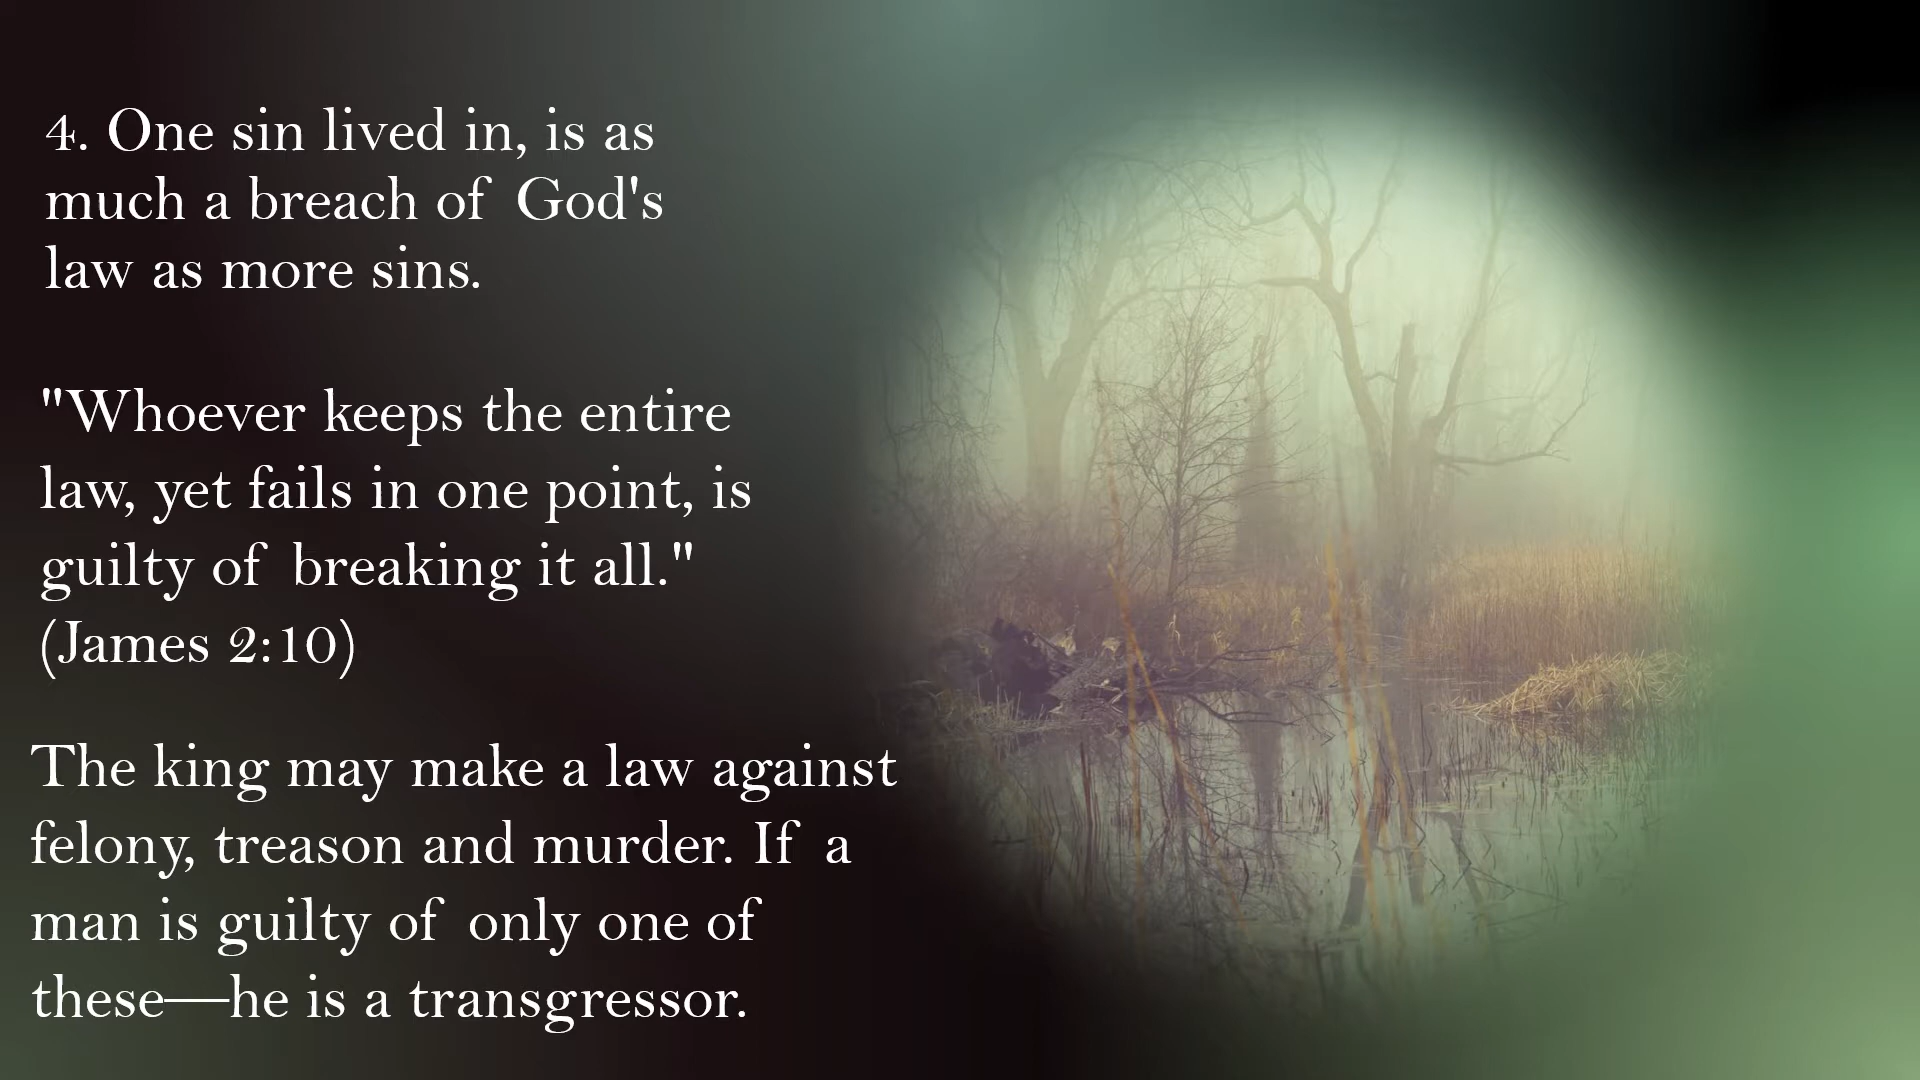 4. One sin lived in, is as
much a breach of God's
law as more sins.
"Whoever keeps the entire
law, yet fails in one point, is
guilty of breaking it all."
(James 2:10)
The king may make a law against
felony, treason and murder. If a
man is guilty of only one of
these—he is a transgressor.